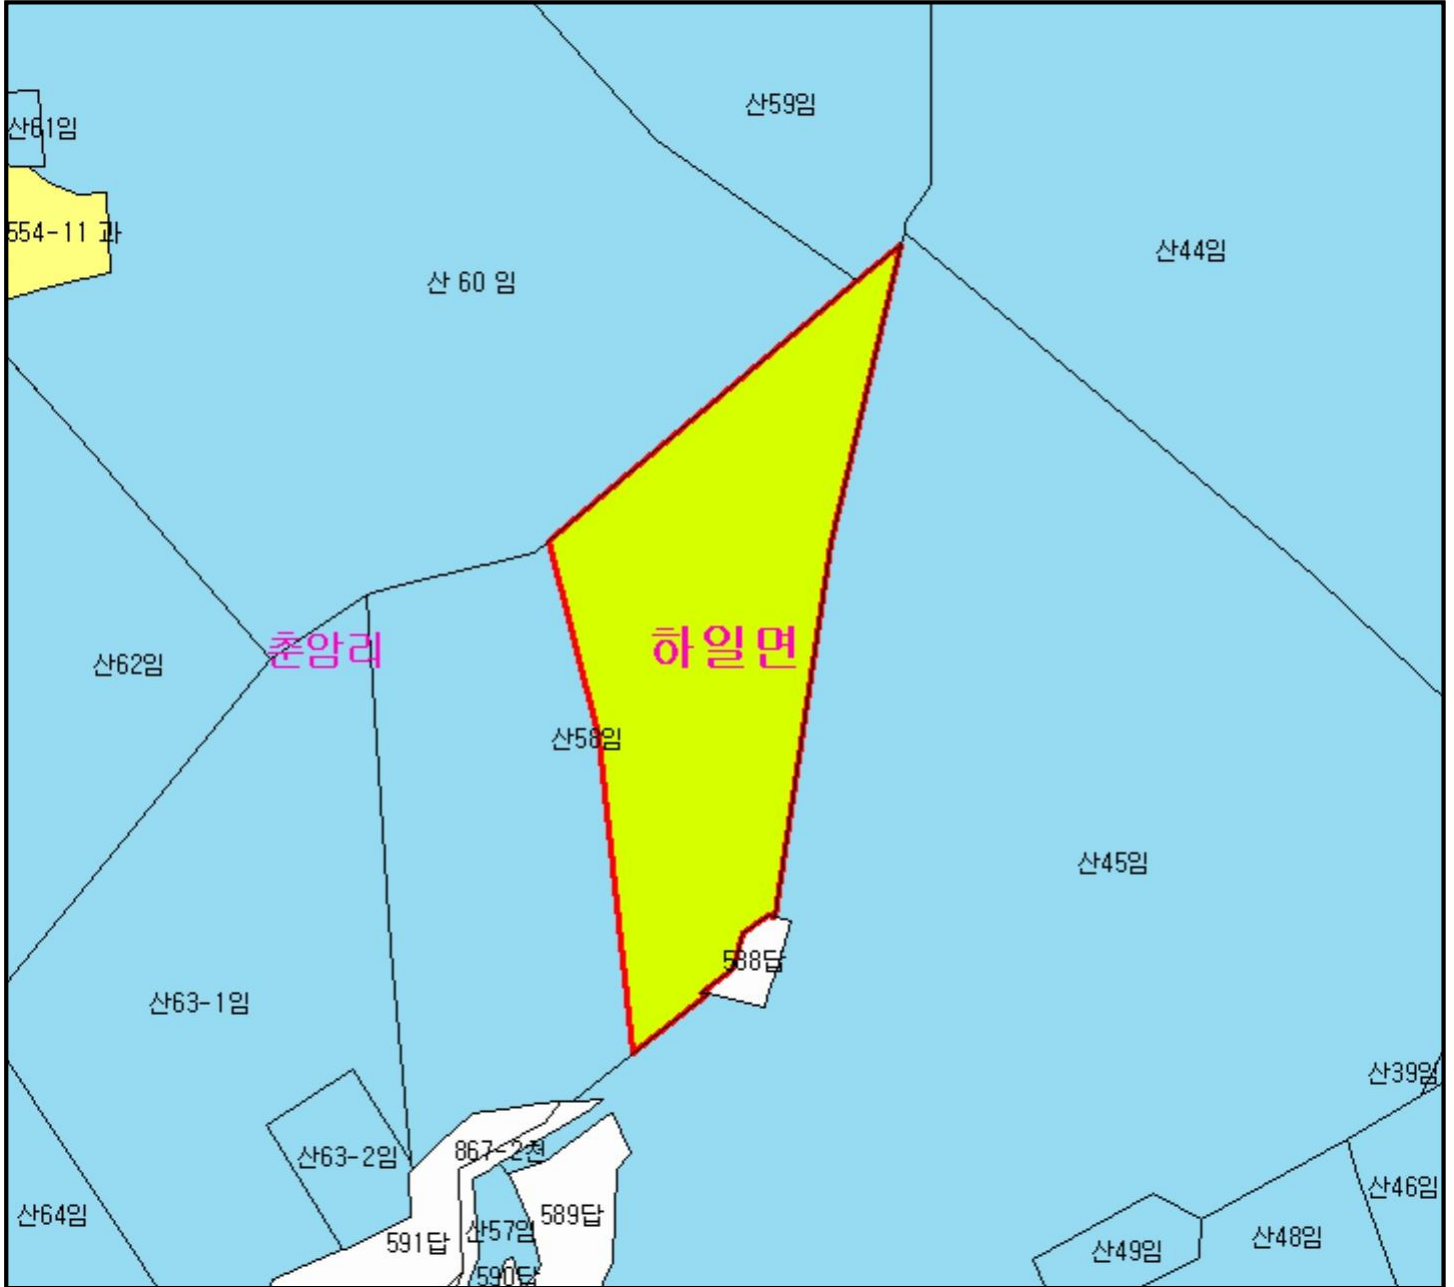 산59임
산61임
554-11 과
산44임
산 60 임
춘암리
하일면
산62임
산58임
산45임
588답
산63-1임
산39임
867-2천
산63-2임
산64임
589답
산57임
591답
590답
산46임
산48임
산49임